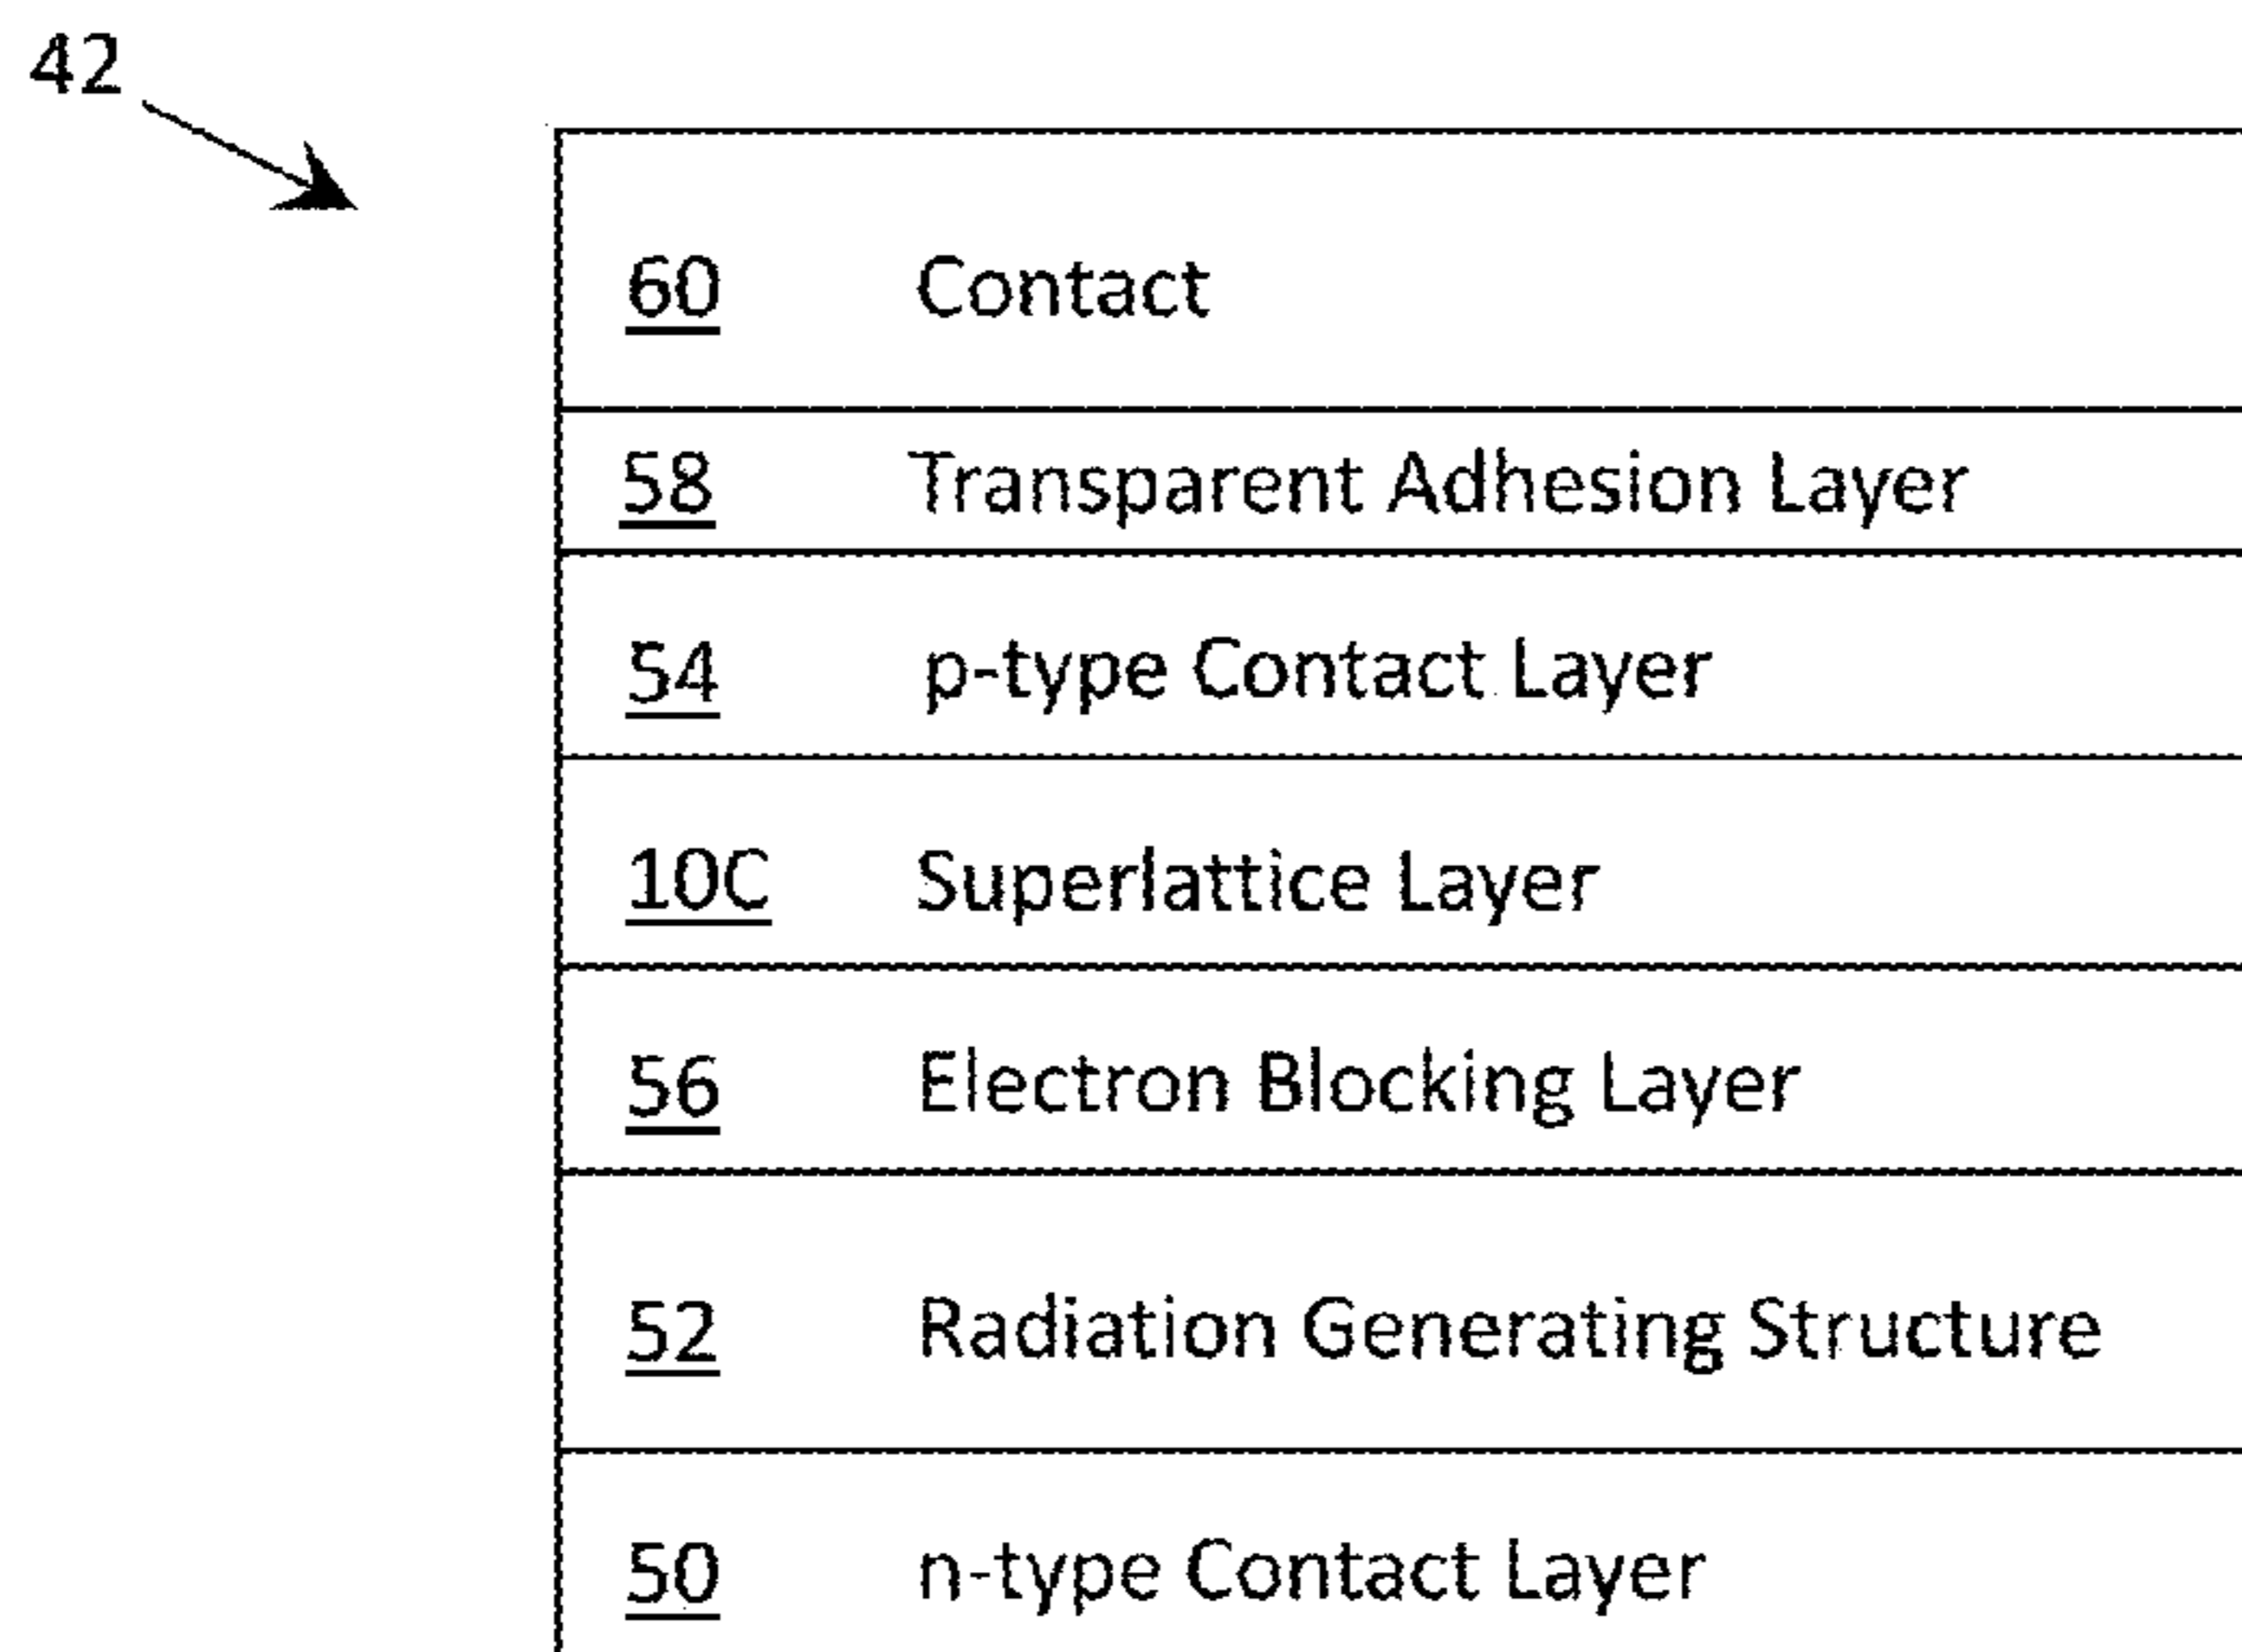 42
60 Contact
58 Transparent Adhesion Layer
54 p-type Contact Layer
10C Superlattice Layer
56 Electron Blocking Layer
52 Radiation Generating Structure
50 n-type Contact Layer